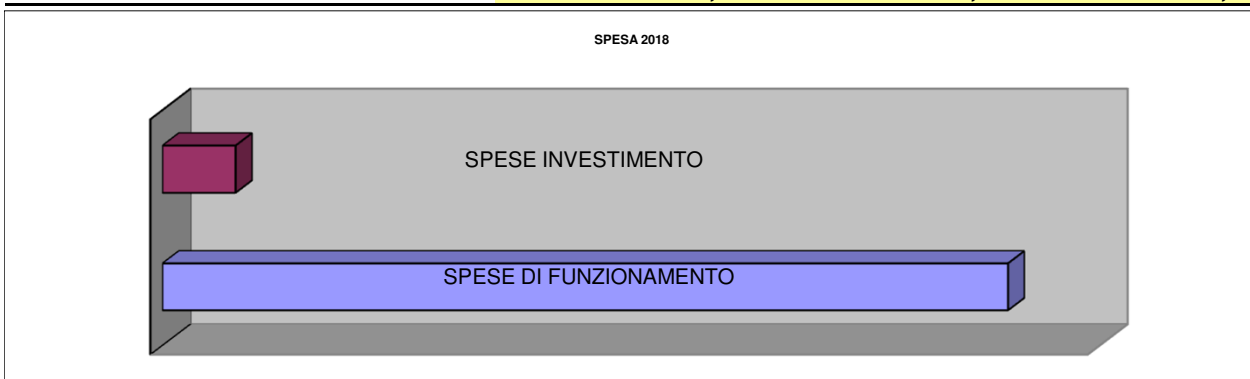 SPESA 2018
SPESE INVESTIMENTO
SPESE DI FUNZIONAMENTO